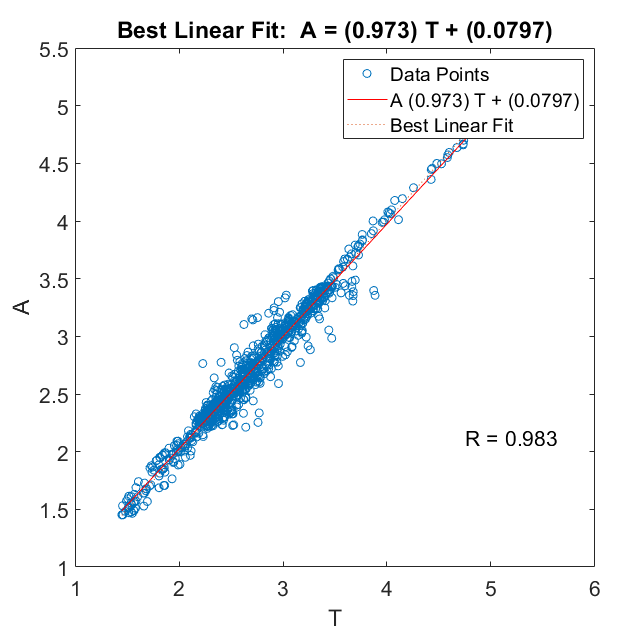 Best Linear Fit:  A = (0.973) T + (0.0797)
5.5
5
4.5
4
3.5
3
2.5
2
1.5
1
A
Data Points
A (0.973) T + (0.0797)
Best Linear Fit
R = 0.983
1 2 3 4 5 6
T